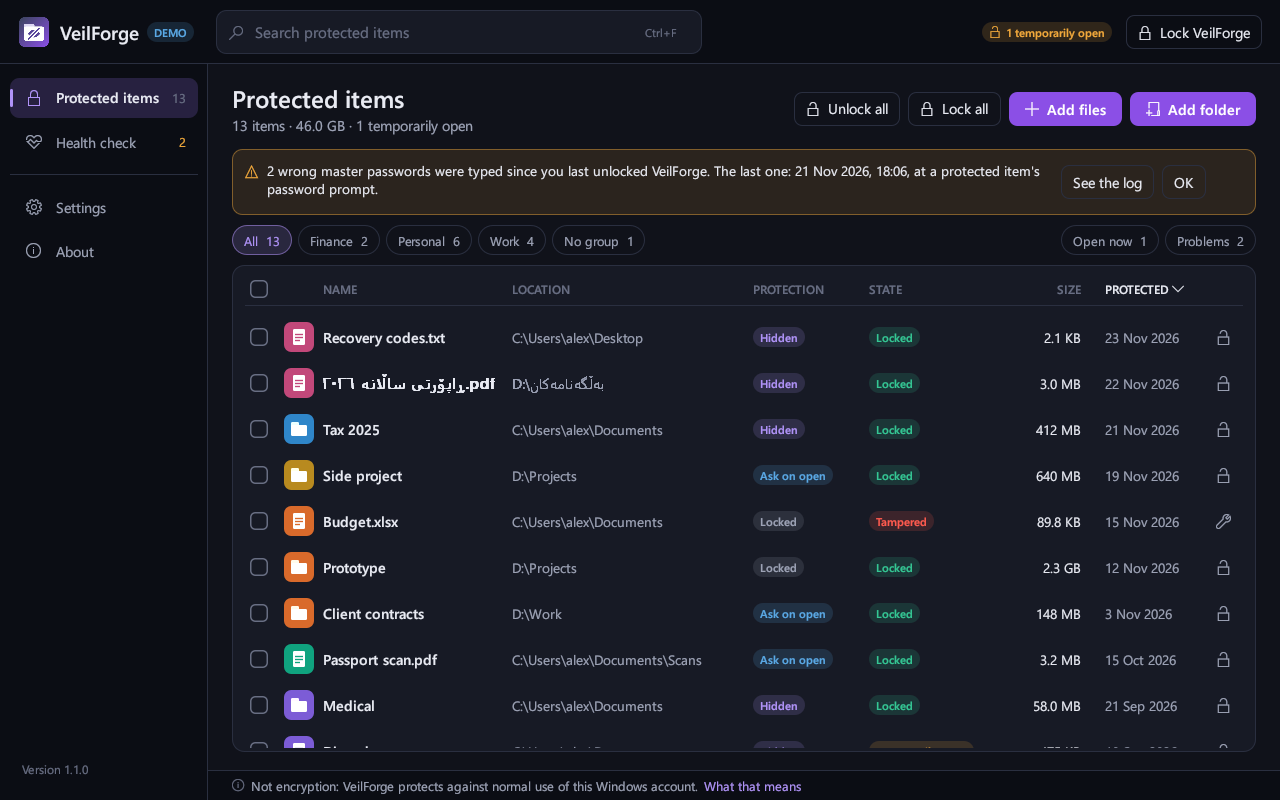 VeilForge DEMO
Search protected items Ctrl+F
1 temporarily open
Lock VeilForge
Protected items 13
Health check 2
Settings
About
Version 1.1.0
Protected items
13 items · 46.0 GB · 1 temporarily open
Unlock all
Lock all
Add files
Add folder
2 wrong master passwords were typed since you last unlocked VeilForge. The last one: 21 Nov 2026, 18:06, at a protected item's
password prompt.
See the log
OK
All 13 Finance 2 Personal 6 Work 4 No group 1 Open now 1 Problems 2
NAME LOCATION PROTECTION STATE SIZE PROTECTED
Recovery codes.txt C:\Users\alex\Desktop Hidden Locked 2.1 KB 23 Nov 2026
ڕاپۆرتی ساڵانە ٢٠٢٦.pdf D:\بەڵگەنامەکان Hidden Locked 3.0 MB 22 Nov 2026
Tax 2025 C:\Users\alex\Documents Hidden Locked 412 MB 21 Nov 2026
Side project D:\Projects Ask on open Locked 640 MB 19 Nov 2026
Budget.xlsx C:\Users\alex\Documents Locked Tampered 89.8 KB 15 Nov 2026
Prototype D:\Projects Locked Locked 2.3 GB 12 Nov 2026
Client contracts D:\Work Ask on open Locked 148 MB 3 Nov 2026
Passport scan.pdf C:\Users\alex\Documents\Scans Ask on open Locked 3.2 MB 15 Oct 2026
Medical C:\Users\alex\Documents Hidden Locked 58.0 MB 21 Sep 2026
Not encryption: VeilForge protects against normal use of this Windows account. What that means